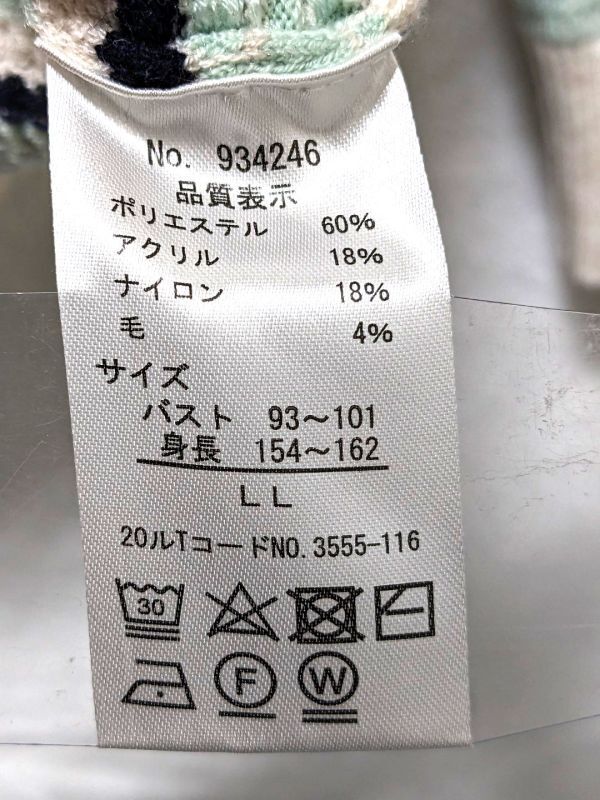 No. 934246
品質表示
ポリエステル 60%
アクリル 18%
ナイロン 18%
毛 4%
サイズ
バスト 93〜101
身長 154〜162
LL
20ルTコードNO.3555-116
30
F W